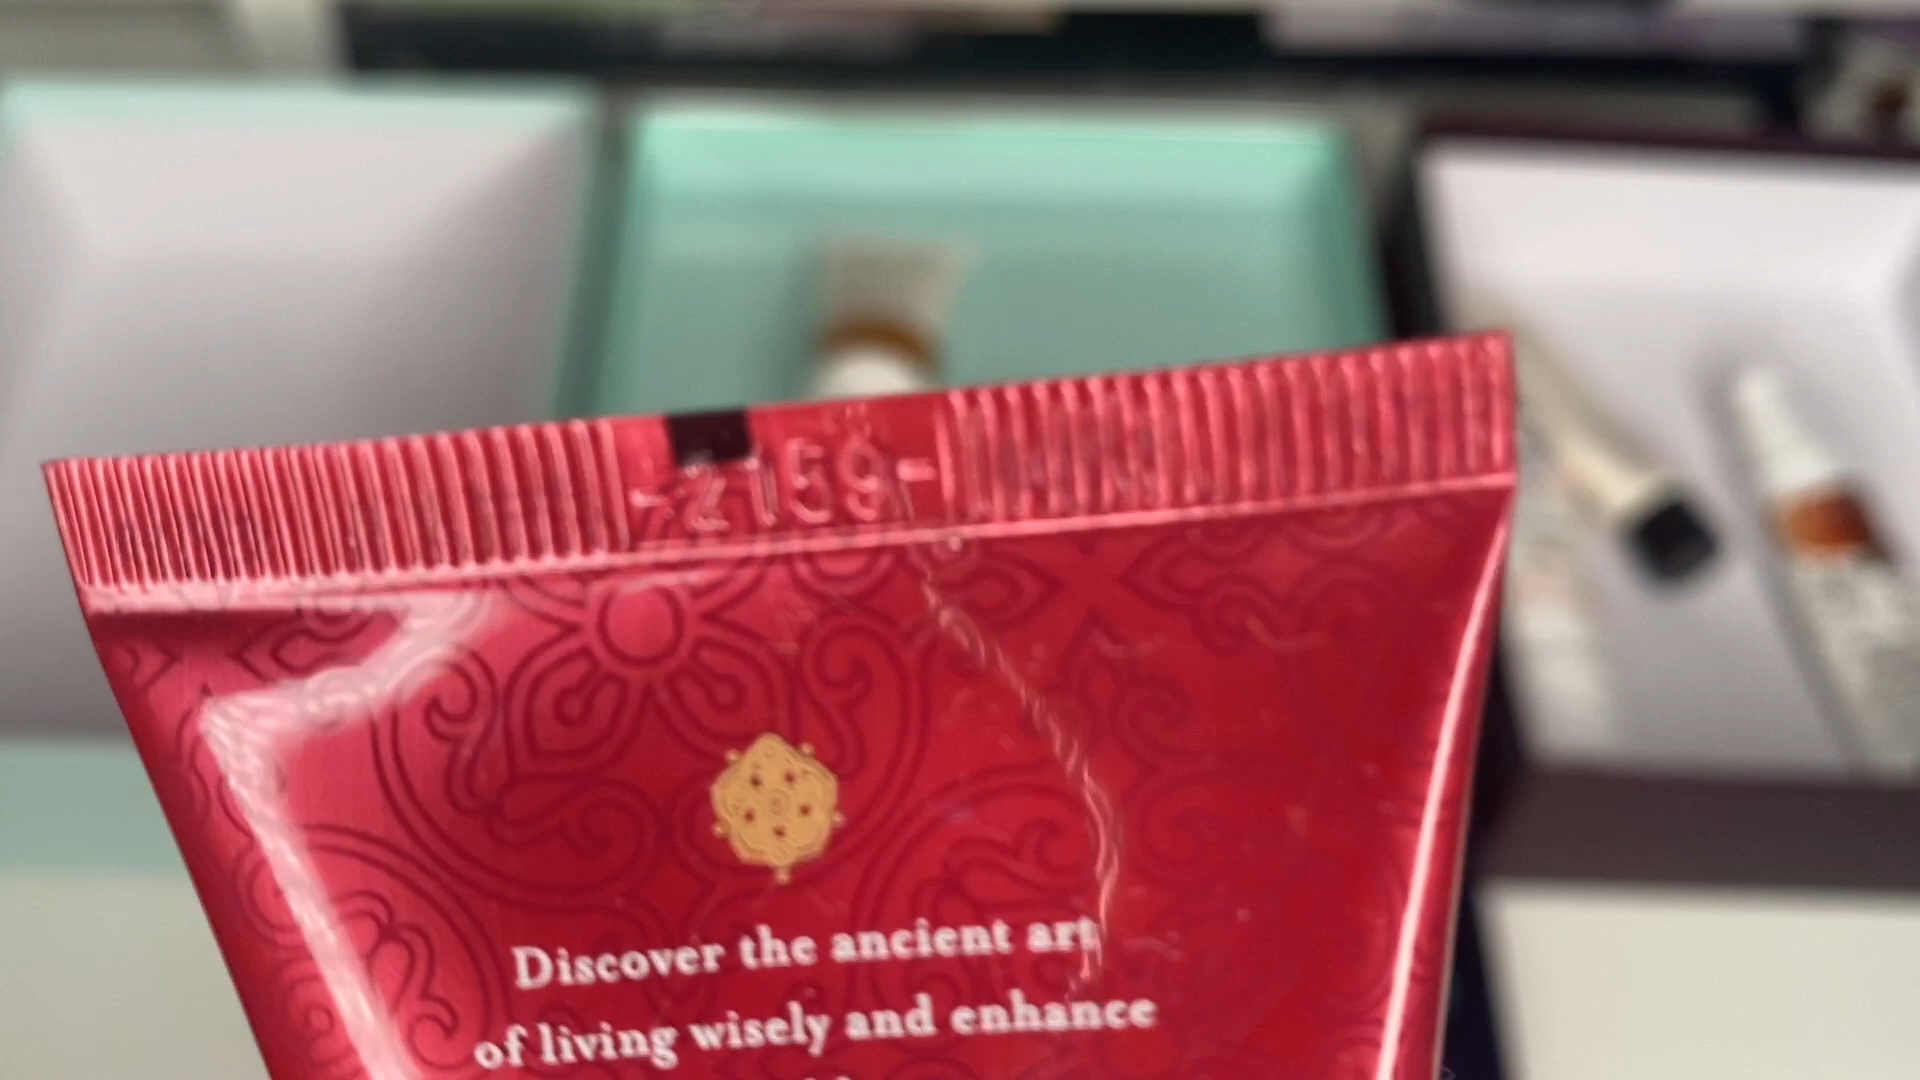 -2159-
Discover the ancient art
of living wisely and enhance